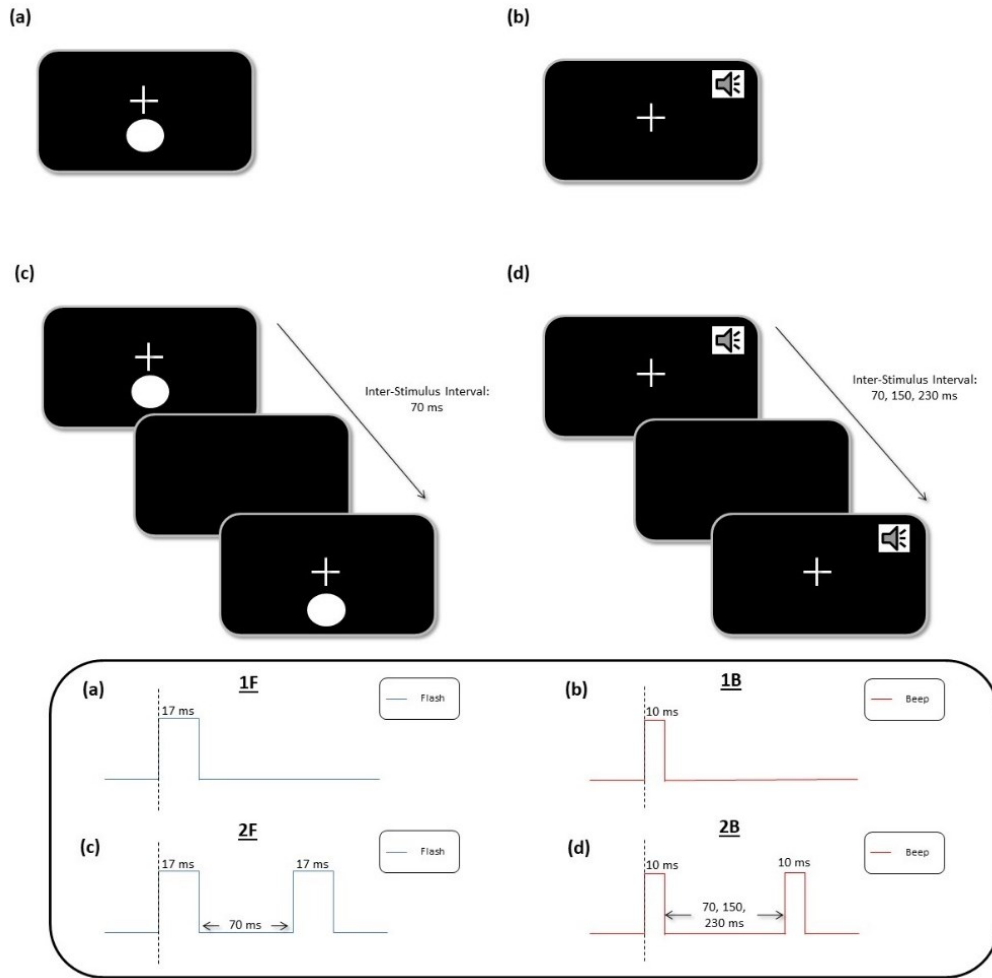 (a)
(b)
(c)
Inter-Stimulus Interval:
70 ms
(d)
Inter-Stimulus Interval:
70, 150, 230 ms
(a)
1F
Flash
17 ms
(b)
1B
Beep
10 ms
(c)
2F
Flash
17 ms
17 ms
70 ms
(d)
2B
Beep
10 ms
10 ms
70, 150,
230 ms